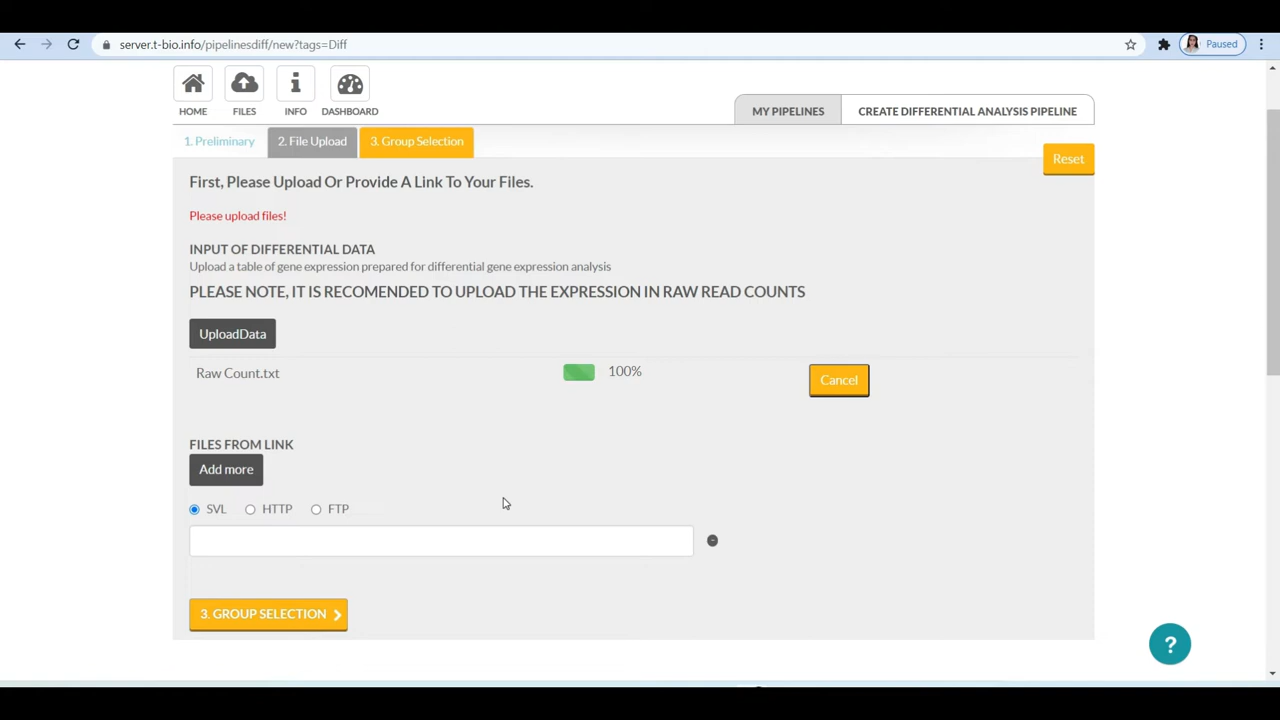 server.t-bio.info/pipelinesdiff/new?tags=Diff
Paused
HOME
FILES
INFO
DASHBOARD
MY PIPELINES
CREATE DIFFERENTIAL ANALYSIS PIPELINE
1. Preliminary
2. File Upload
3. Group Selection
Reset
First, Please Upload Or Provide A Link To Your Files.
Please upload files!
INPUT OF DIFFERENTIAL DATA
Upload a table of gene expression prepared for differential gene expression analysis
PLEASE NOTE, IT IS RECOMENDED TO UPLOAD THE EXPRESSION IN RAW READ COUNTS
UploadData
Raw Count.txt
100%
Cancel
FILES FROM LINK
Add more
SVL
HTTP
FTP
3. GROUP SELECTION
?